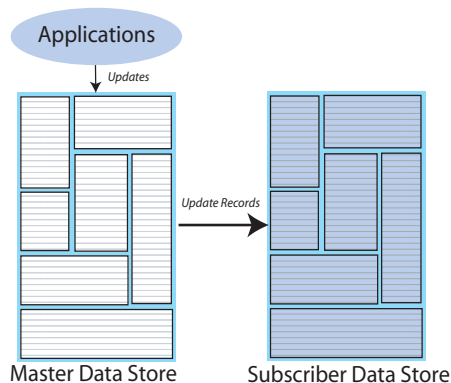 Applications
Updates
Update Records
Master Data Store
Subscriber Data Store